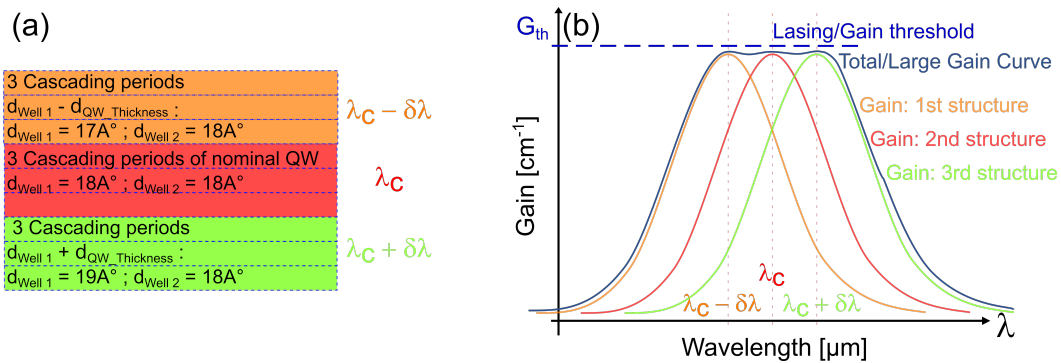 (a)
3 Cascading periods
dWell 1 - dQW_Thickness :
dWell 1 = 17A° ; dWell 2 = 18A°
λC – δλ
3 Cascading periods of nominal QW
dWell 1 = 18A° ; dWell 2 = 18A°
λC
3 Cascading periods
dWell 1 + dQW_Thickness :
dWell 1 = 19A° ; dWell 2 = 18A°
λC + δλ
(b)
Gth
Lasing/Gain threshold
Total/Large Gain Curve
Gain: 1st structure
Gain: 2nd structure
Gain: 3rd structure
Gain [cm-1]
λC
λC – δλ
λC + δλ
λ
Wavelength [µm]